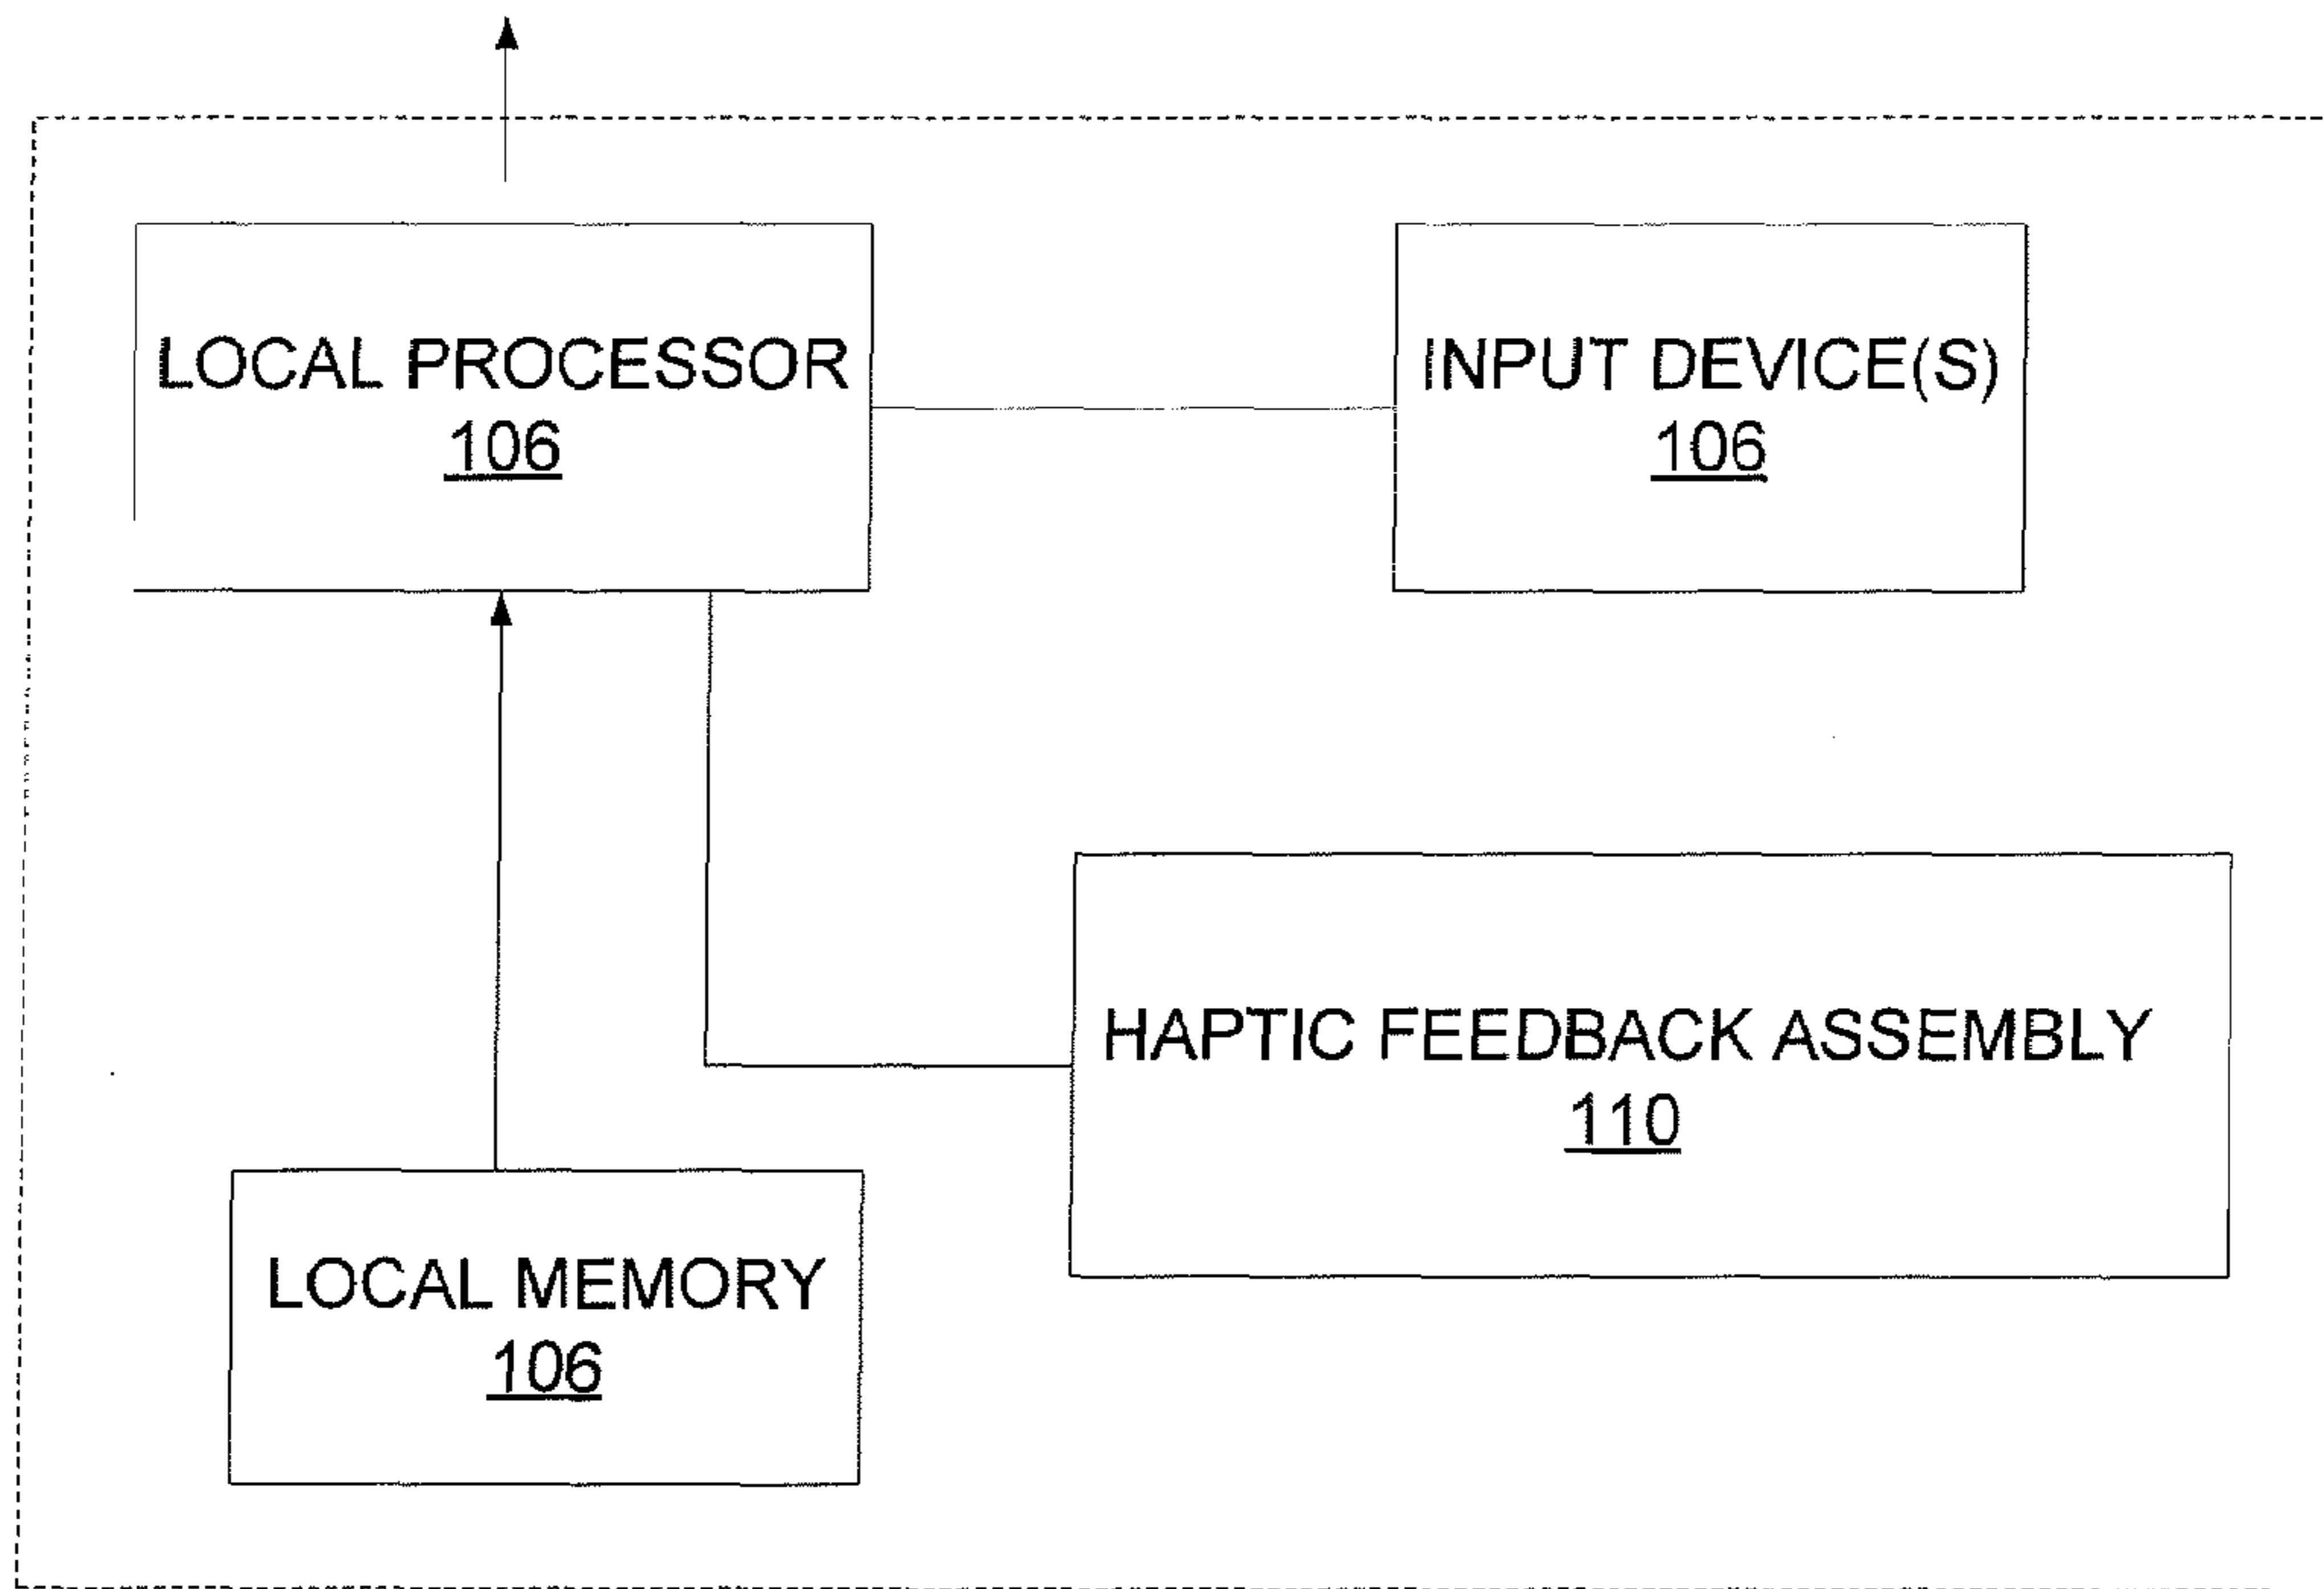 LOCAL PROCESSOR
106
INPUT DEVICE(S)
106
HAPTIC FEEDBACK ASSEMBLY
110
LOCAL MEMORY
106